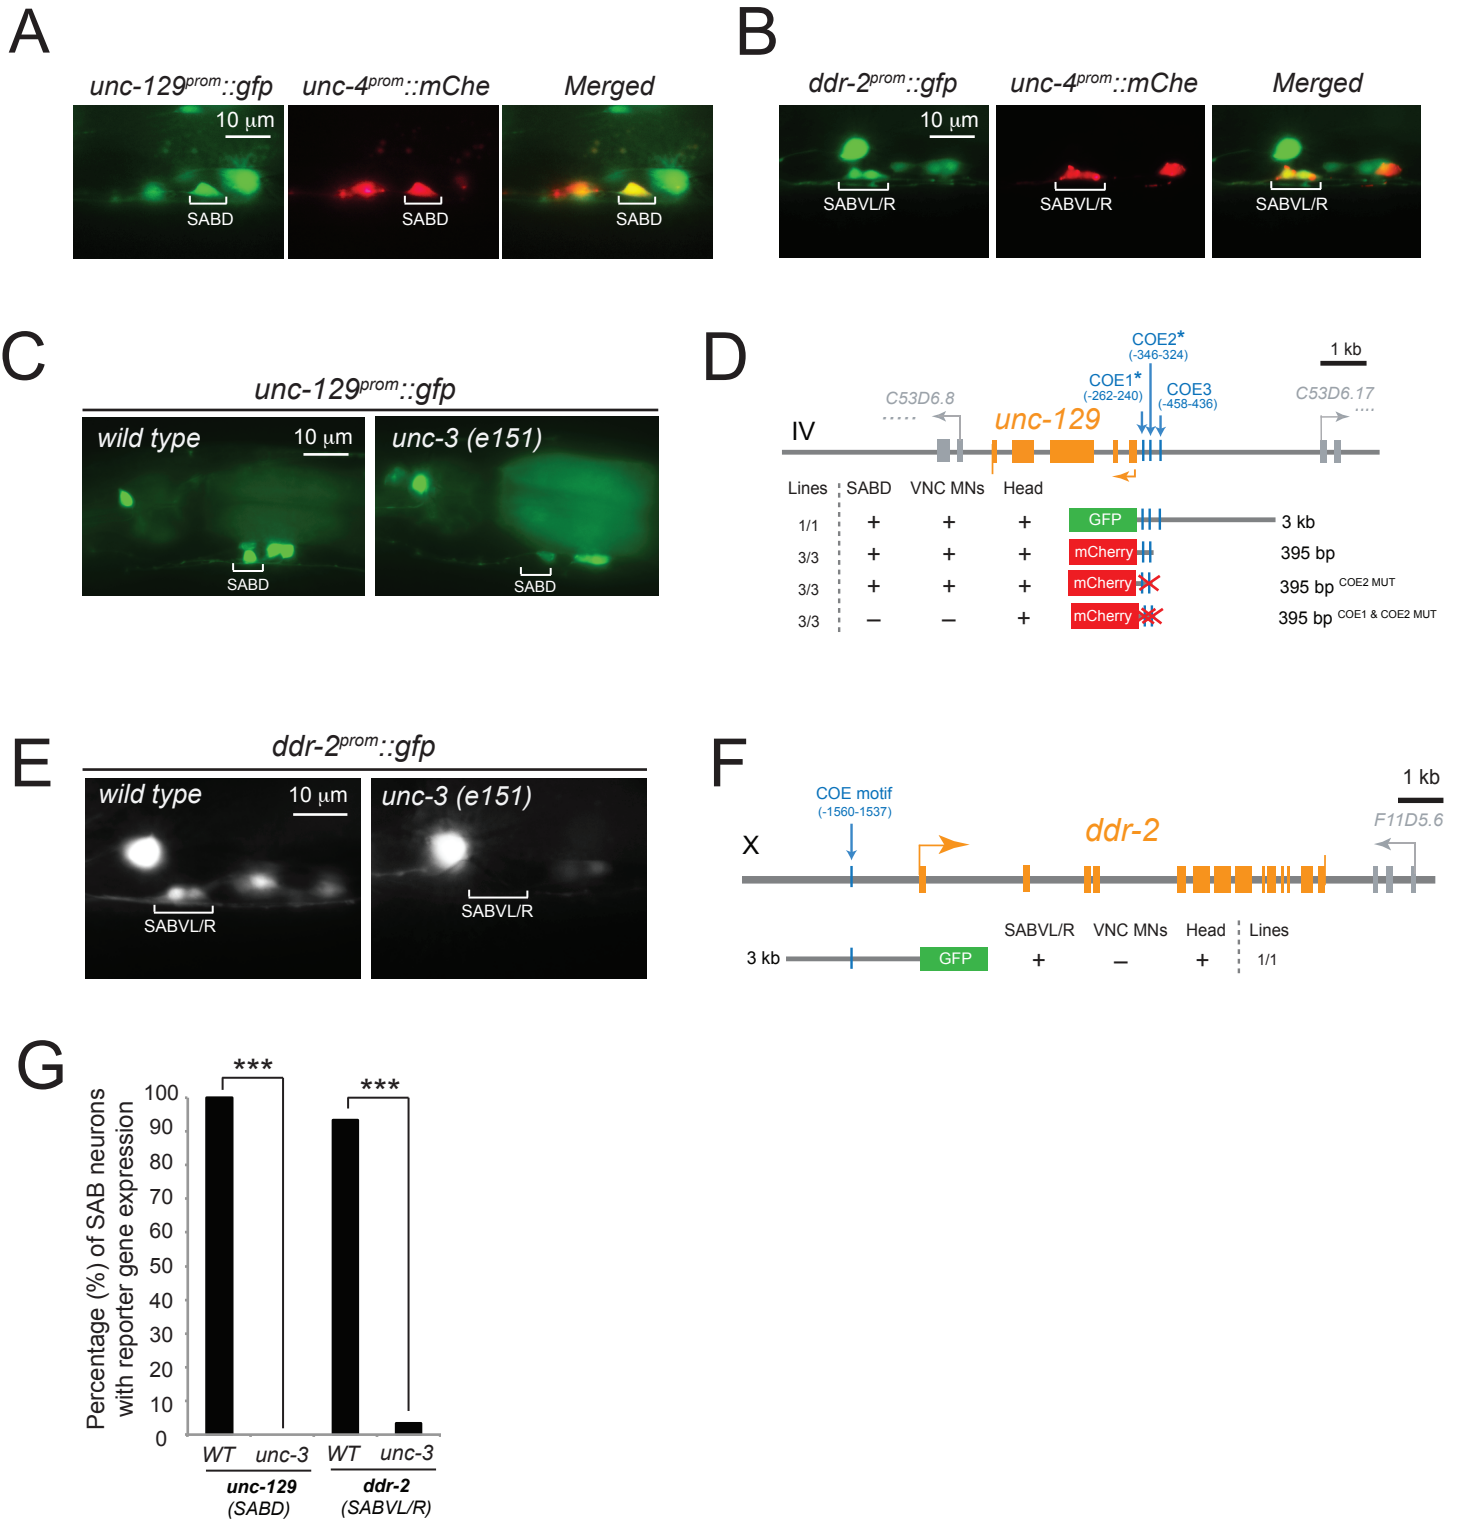 A
unc-129prom::gfp
unc-4prom::mChe
Merged
10 µm
SABD
SABD
SABD
B
ddr-2prom::gfp
unc-4prom::mChe
Merged
10 µm
SABVL/R
SABVL/R
SABVL/R
C
unc-129prom::gfp
wild type
10 µm
unc-3 (e151)
SABD
SABD
D
COE2*
(-346-324)
1 kb
COE1*
(-262-240)
COE3
(-458-436)
C53D6.8
C53D6.17
unc-129
IV
Lines SABD VNC MNs Head
1/1 + + + GFP 3 kb
3/3 + + + mCherry 395 bp
3/3 + + + mCherry 395 bp COE2 MUT
3/3 – – + mCherry 395 bp COE1 & COE2 MUT
E
ddr-2prom::gfp
wild type
10 µm
unc-3 (e151)
SABVL/R
SABVL/R
F
1 kb
COE motif
(-1560-1537)
F11D5.6
ddr-2
X
SABVL/R VNC MNs Head Lines
3 kb GFP + – + 1/1
G
Percentage (%) of SAB neurons
with reporter gene expression
*** ***
100
90
80
70
60
50
40
30
20
10
0
WT unc-3 WT unc-3
unc-129 ddr-2
(SABD) (SABVL/R)